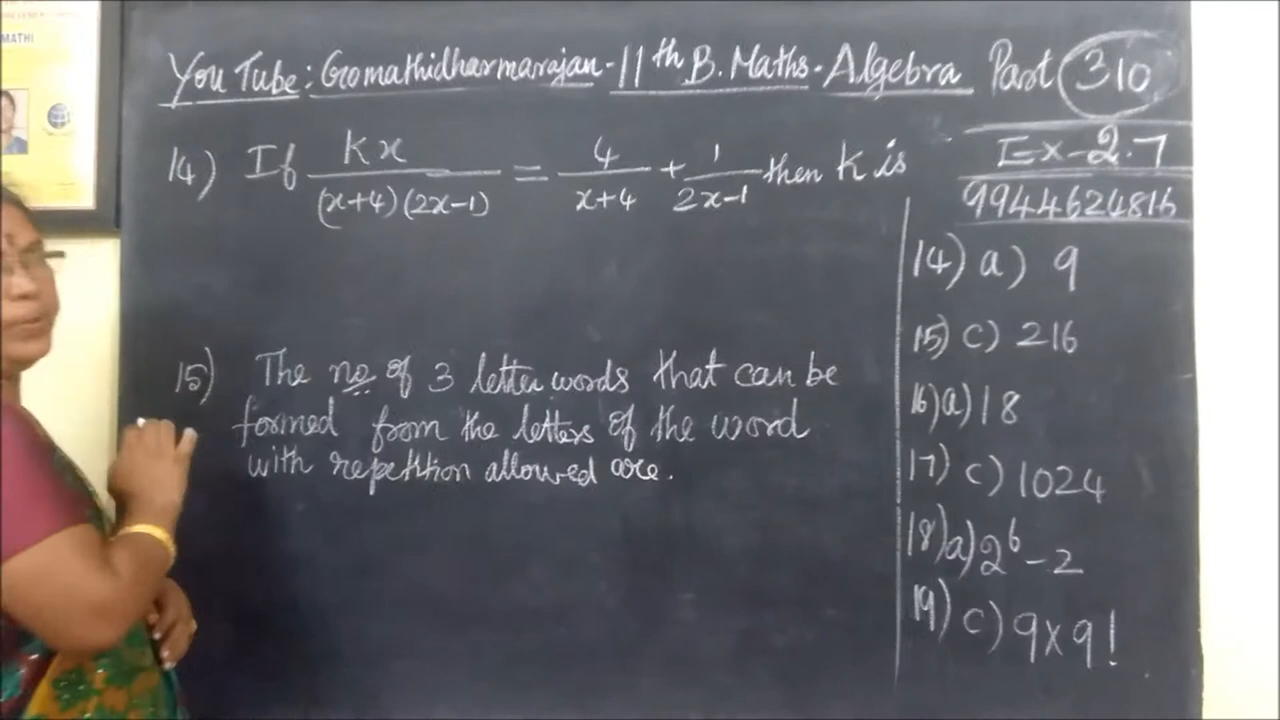 MATHI
You Tube: Gomathidharmarajan - 11th B. Maths - Algebra Part 310
Ex-2.7
9944624816
14) If kx/((x+4)(2x-1)) = 4/(x+4) + 1/(2x-1) then k is
15) The no of 3 letter words that can be
formed from the letters of the word
with repetition allowed are.
14) a) 9
15) c) 216
16) a) 18
17) c) 1024
18) a) 2^6 - 2
19) c) 9x9!